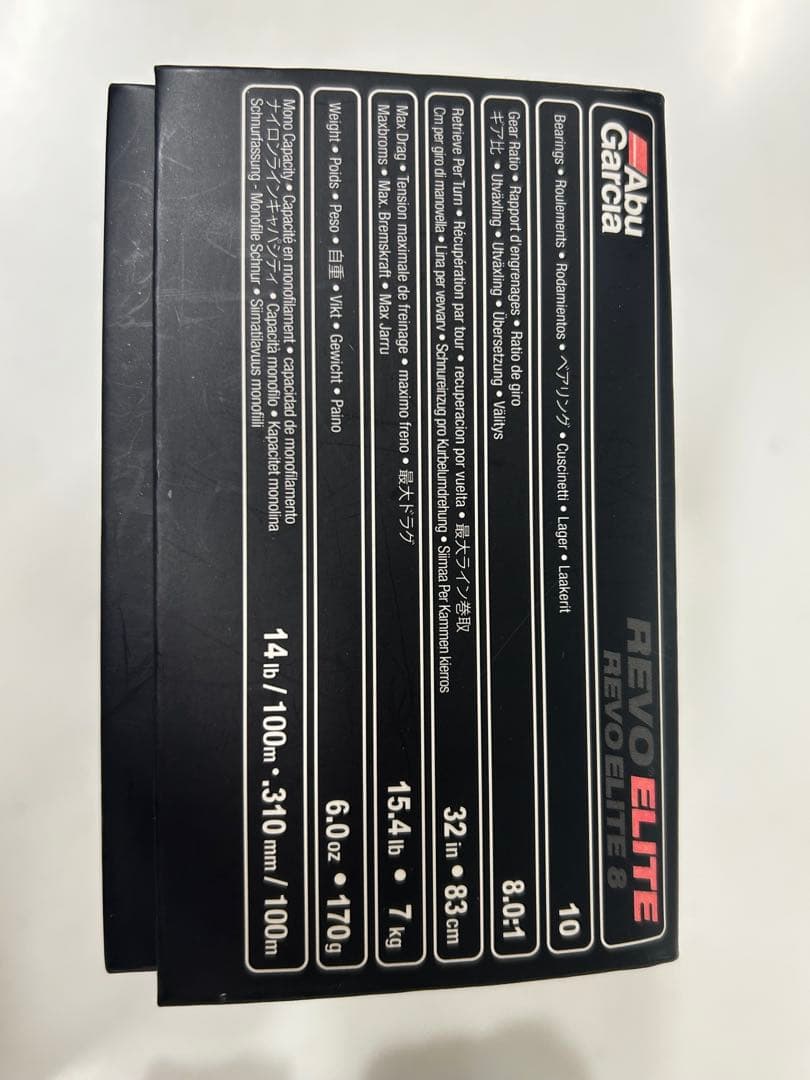 Abu
Garcia
REVO ELITE
REVO ELITE 8
Bearings • Roulements • Rodamientos • ベアリング • Cuscinetti • Lager • Laakerit
10
Gear Ratio • Rapport d'engrenages • Ratio de giro
ギア比 • Utväxling • Utväxling • Übersetzung • Välitys
8.0:1
Retrieve Per Turn • Récupération par tour • recuperacion por vuelta • 最大ライン巻取
Cm per giro di manovella • Lina per vevvarv • Schnureinzug pro Kurbelumdrehung • Siimaa Per Kammen kierros
32 in • 83 cm
Max Drag • Tension maximale de freinage • maximo freno • 最大ドラグ
Maxbroms • Max. Bremskraft • Max Jarru
15.4 lb • 7 kg
Weight • Poids • Peso • 自重 • Vikt • Gewicht • Paino
6.0oz • 170g
Mono Capacity • Capacité en monofilament • capacidad de monofilamento
ナイロンラインキャパシティ • Capacità monofilo • Kapacitet monolina
Schnurfassung - Monofile Schnur • Siimatilavuus monofiili
14 lb / 100m • .310 mm / 100m